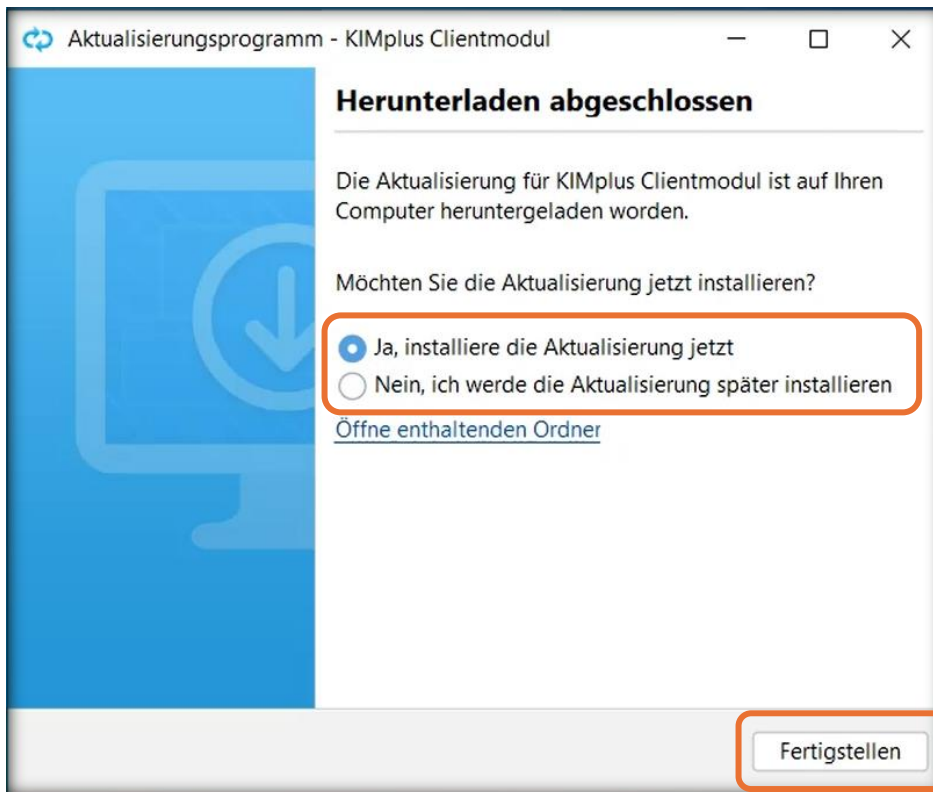 Aktualisierungsprogramm - KIMplus Clientmodul
Herunterladen abgeschlossen
Die Aktualisierung für KIMplus Clientmodul ist auf Ihren
Computer heruntergeladen worden.
Möchten Sie die Aktualisierung jetzt installieren?
Ja, installiere die Aktualisierung jetzt
Nein, ich werde die Aktualisierung später installieren
Öffne enthaltenden Ordner
Fertigstellen